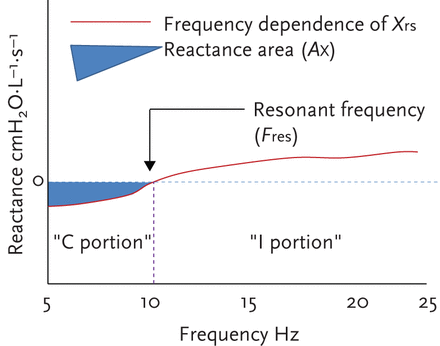 Frequency dependence of Xrs
Reactance area (Ax)
Resonant frequency
(Fres)
Reactance cmH2O·L−1·s−1
0
"C portion"
"I portion"
5 10 15 20 25
Frequency Hz